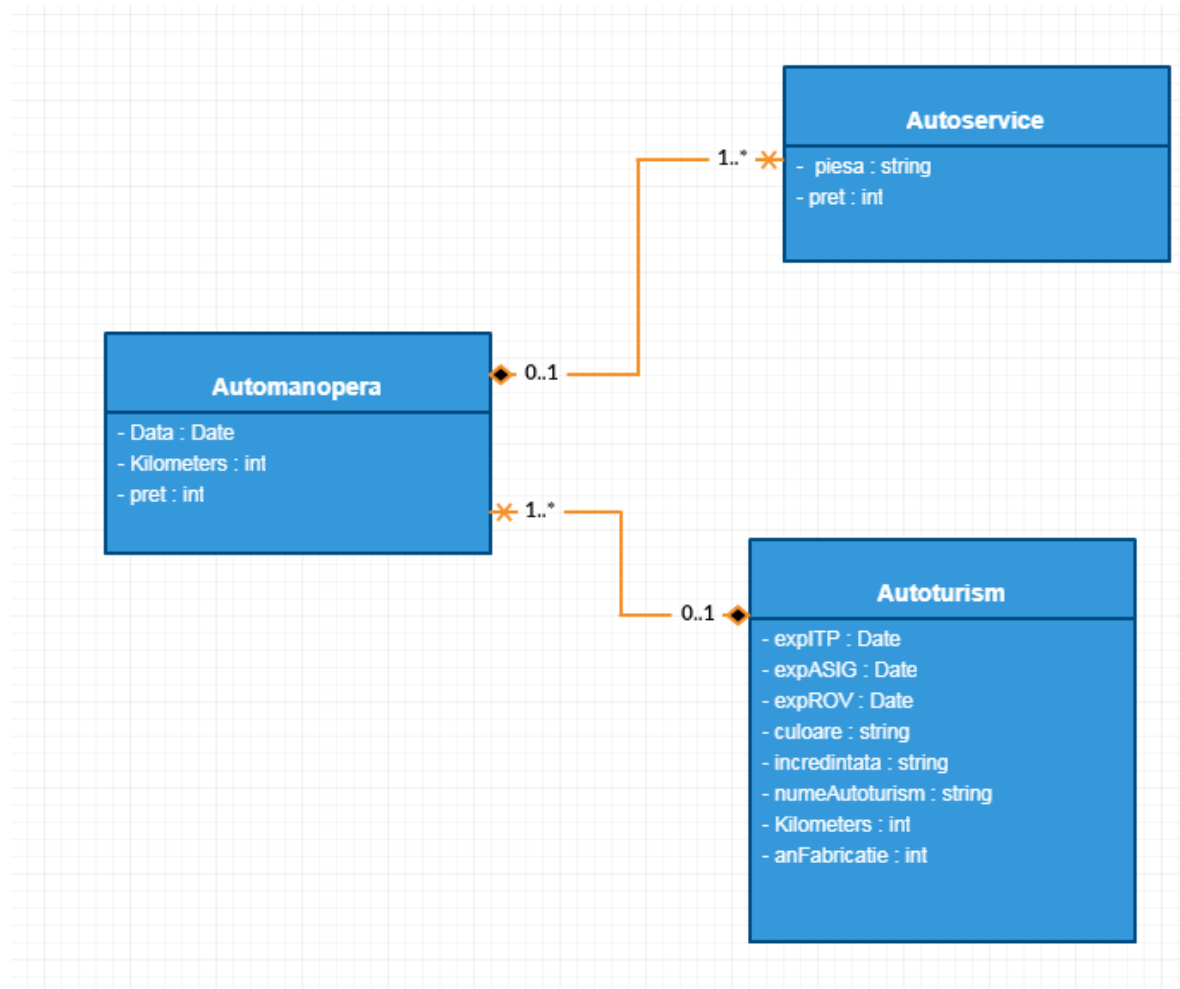 Autoservice
- piesa : string
- pret : int
1..*
0..1
Automanopera
- Data : Date
- Kilometers : int
- pret : int
1..*
0..1
Autoturism
- expITP : Date
- expASIG : Date
- expROV : Date
- culoare : string
- incredintata : string
- numeAutoturism : string
- Kilometers : int
- anFabricatie : int